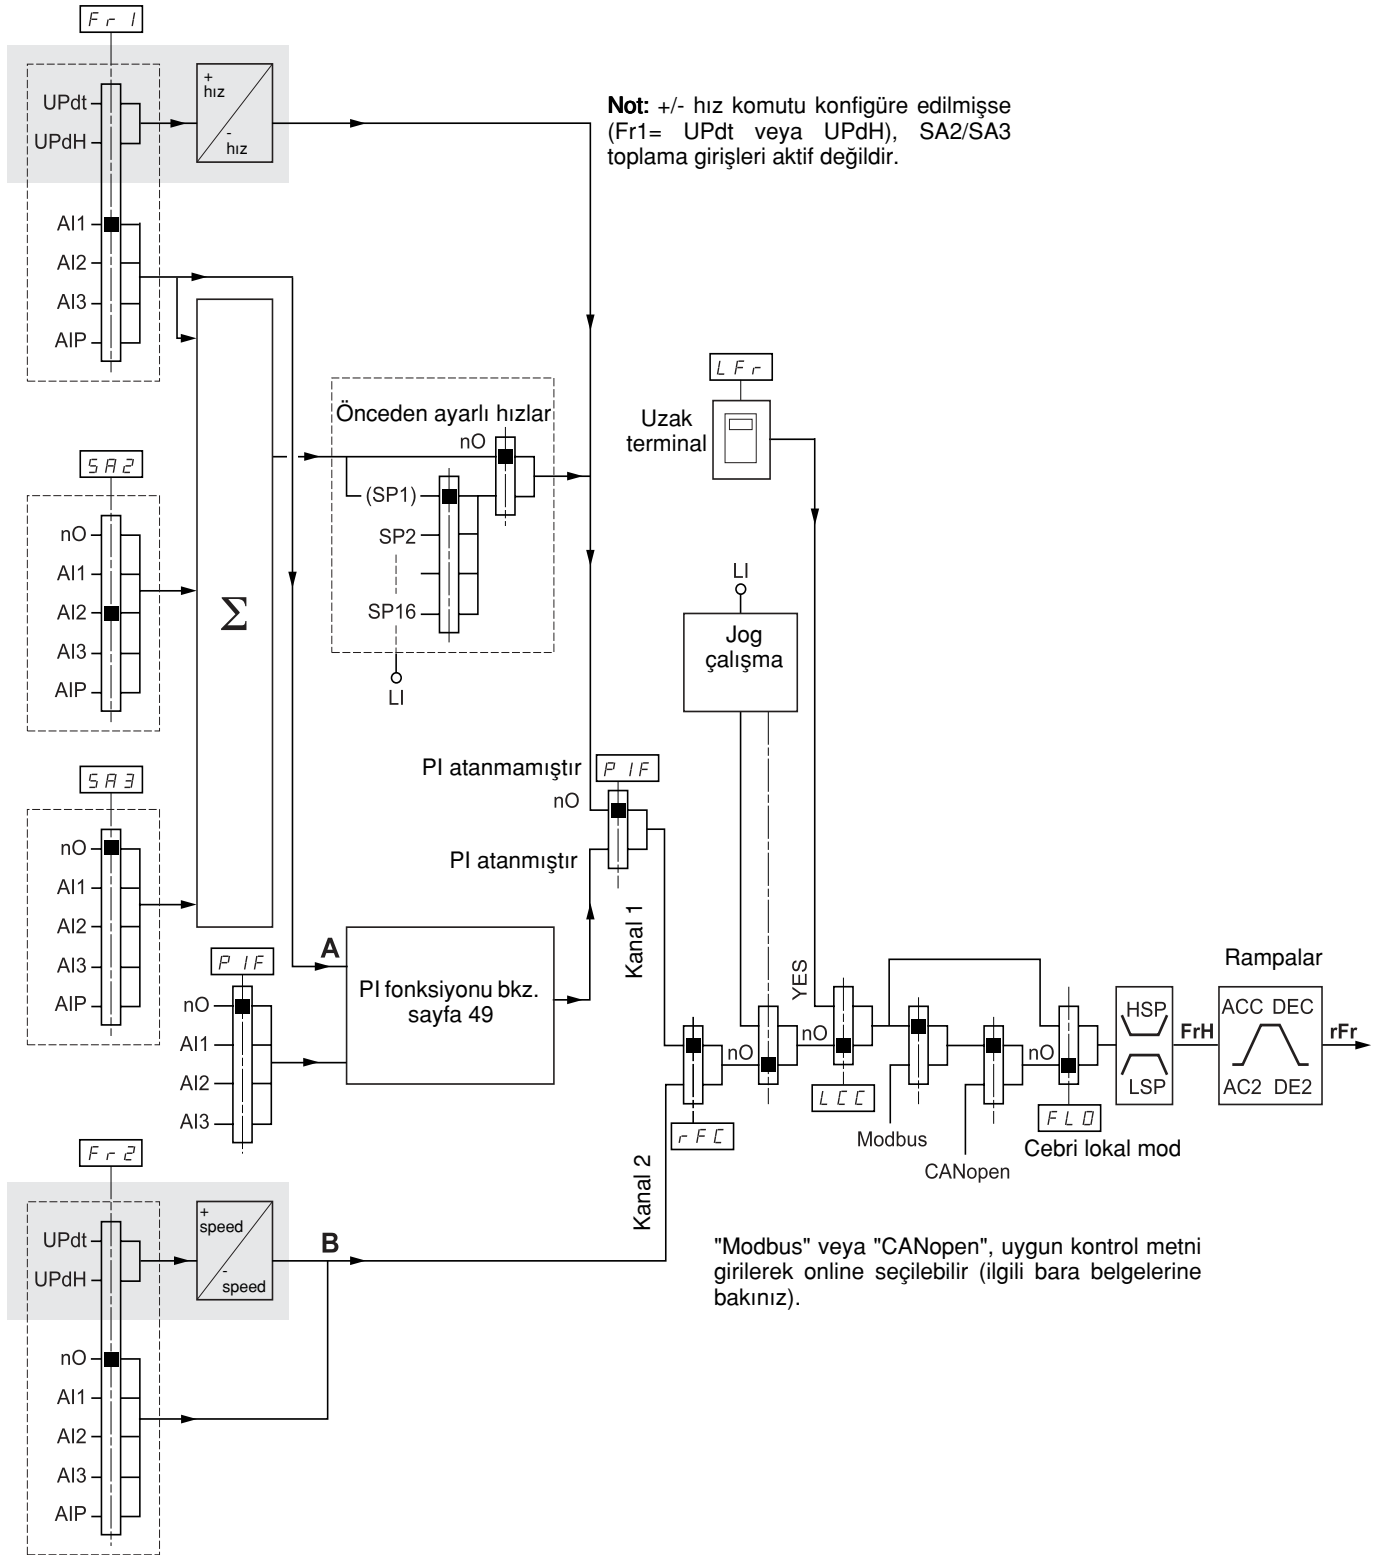 Fr1
UPdt
UPdH
+
hız
-
hız
AI1
AI2
AI3
AIP
Not: +/- hız komutu konfigüre edilmişse
(Fr1= UPdt veya UPdH), SA2/SA3
toplama girişleri aktif değildir.
LFr
Uzak
terminal
Önceden ayarlı hızlar
nO
(SP1)
SP2
SP16
LI
SA2
nO
AI1
AI2
AI3
AIP
Σ
LI
Jog
çalışma
SA3
nO
AI1
AI2
AI3
AIP
PI atanmamıştır
PIF
nO
PI atanmıştır
Kanal 1
A
PI fonksiyonu bkz.
sayfa 49
PIF
nO
AI1
AI2
AI3
YES
nO
nO
nO
rFC
LCC
Modbus
CANopen
FLO
Cebri lokal mod
HSP
LSP
FrH
Rampalar
ACC DEC
AC2 DE2
rFr
Fr2
UPdt
UPdH
+
speed
-
speed
B
Kanal 2
nO
AI1
AI2
AI3
AIP
"Modbus" veya "CANopen", uygun kontrol metni
girilerek online seçilebilir (ilgili bara belgelerine
bakınız).